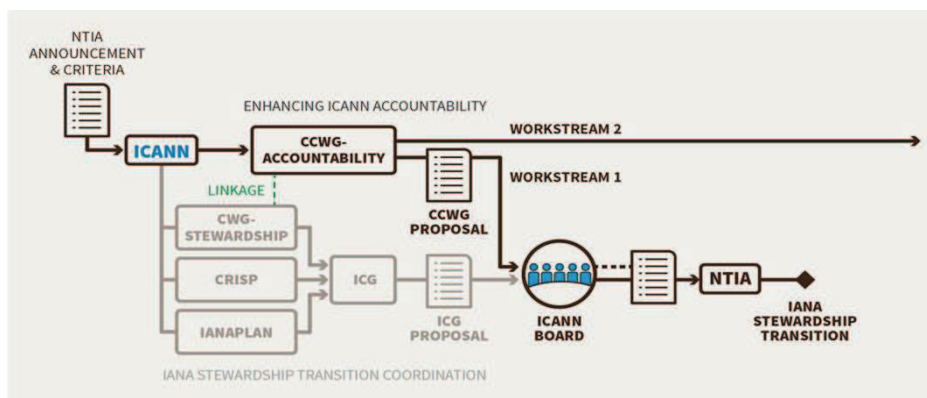 NTIA
ANNOUNCEMENT
& CRITERIA
ENHANCING ICANN ACCOUNTABILITY
ICANN
CCWG-
ACCOUNTABILITY
WORKSTREAM 2
WORKSTREAM 1
LINKAGE
CCWG
PROPOSAL
CWG-
STEWARDSHIP
CRISP
IANAPLAN
ICG
ICG
PROPOSAL
ICANN
BOARD
NTIA
IANA
STEWARDSHIP
TRANSITION
IANA STEWARDSHIP TRANSITION COORDINATION